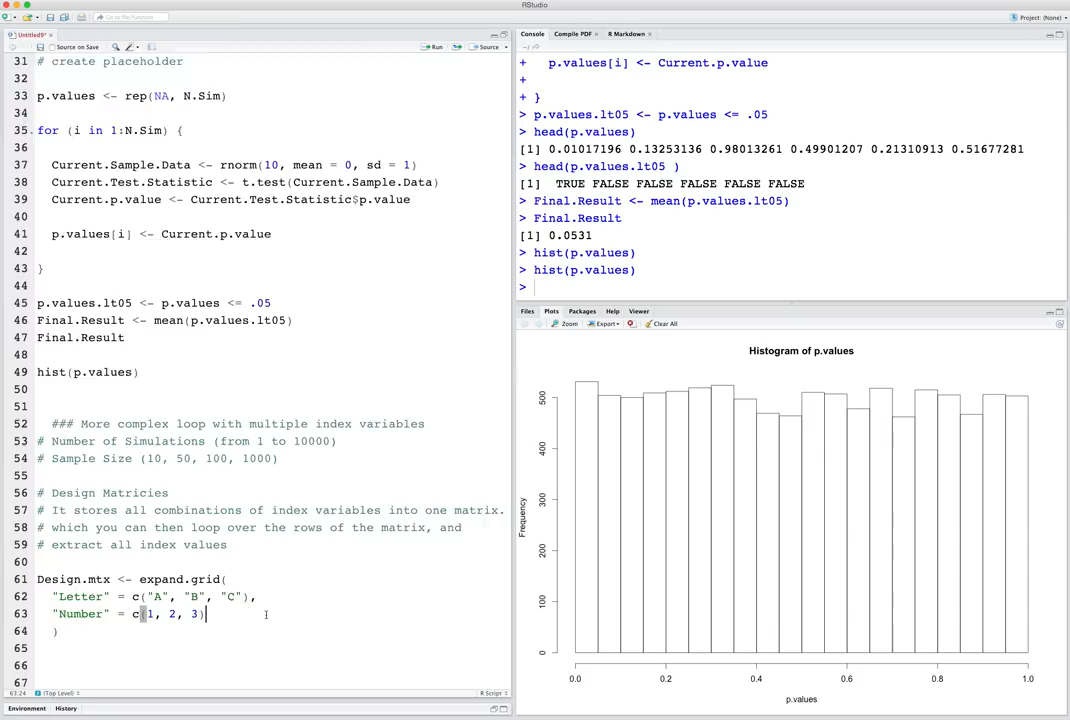 RStudio
Go to file/function
Project: (None)
Untitled9*
Source on Save
Run
Source
31 # create placeholder
32
33 p.values <- rep(NA, N.Sim)
34
35 for (i in 1:N.Sim) {
36
37 Current.Sample.Data <- rnorm(10, mean = 0, sd = 1)
38 Current.Test.Statistic <- t.test(Current.Sample.Data)
39 Current.p.value <- Current.Test.Statistic$p.value
40
41 p.values[i] <- Current.p.value
42
43 }
44
45 p.values.lt05 <- p.values <= .05
46 Final.Result <- mean(p.values.lt05)
47 Final.Result
48
49 hist(p.values)
50
51
52 ### More complex loop with multiple index variables
53 # Number of Simulations (from 1 to 10000)
54 # Sample Size (10, 50, 100, 1000)
55
56 # Design Matricies
57 # It stores all combinations of index variables into one matrix.
58 # which you can then loop over the rows of the matrix, and
59 # extract all index values
60
61 Design.mtx <- expand.grid(
62 "Letter" = c("A", "B", "C"),
63 "Number" = c(1, 2, 3)
64 )
65
66
67
63:24 (Top Level) R Script
Environment History
Console Compile PDF R Markdown
~/
+ p.values[i] <- Current.p.value
+
+ }
> p.values.lt05 <- p.values <= .05
> head(p.values)
[1] 0.01017196 0.13253136 0.98013261 0.49901207 0.21310913 0.51677281
> head(p.values.lt05 )
[1] TRUE FALSE FALSE FALSE FALSE FALSE
> Final.Result <- mean(p.values.lt05)
> Final.Result
[1] 0.0531
> hist(p.values)
> hist(p.values)
>
Files Plots Packages Help Viewer
Zoom Export Clear All
Histogram of p.values
Frequency
500
400
300
200
100
0
0.0 0.2 0.4 0.6 0.8 1.0
p.values